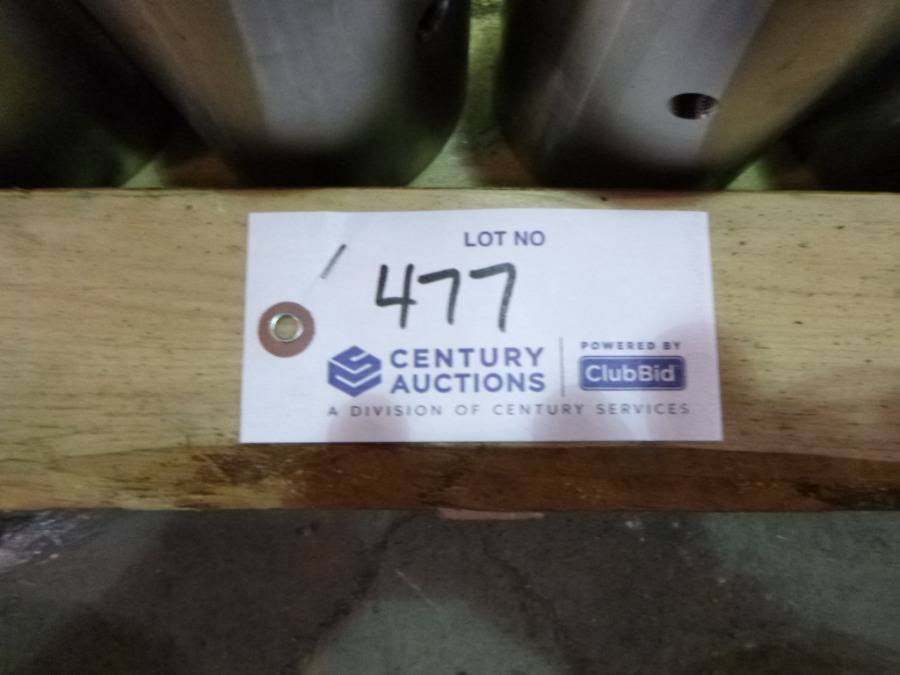 LOT NO
477
CENTURY
AUCTIONS
POWERED BY
ClubBid
A DIVISION OF CENTURY SERVICES